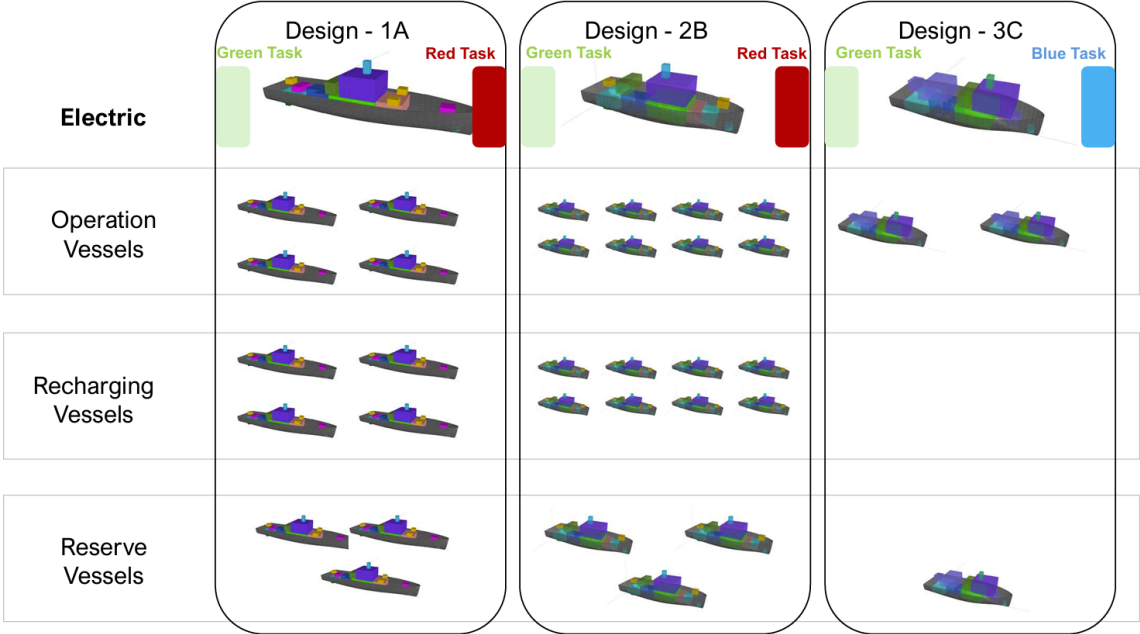 Design - 1A
Design - 2B
Design - 3C
Green Task
Red Task
Green Task
Red Task
Green Task
Blue Task
Electric
Operation
Vessels
Recharging
Vessels
Reserve
Vessels